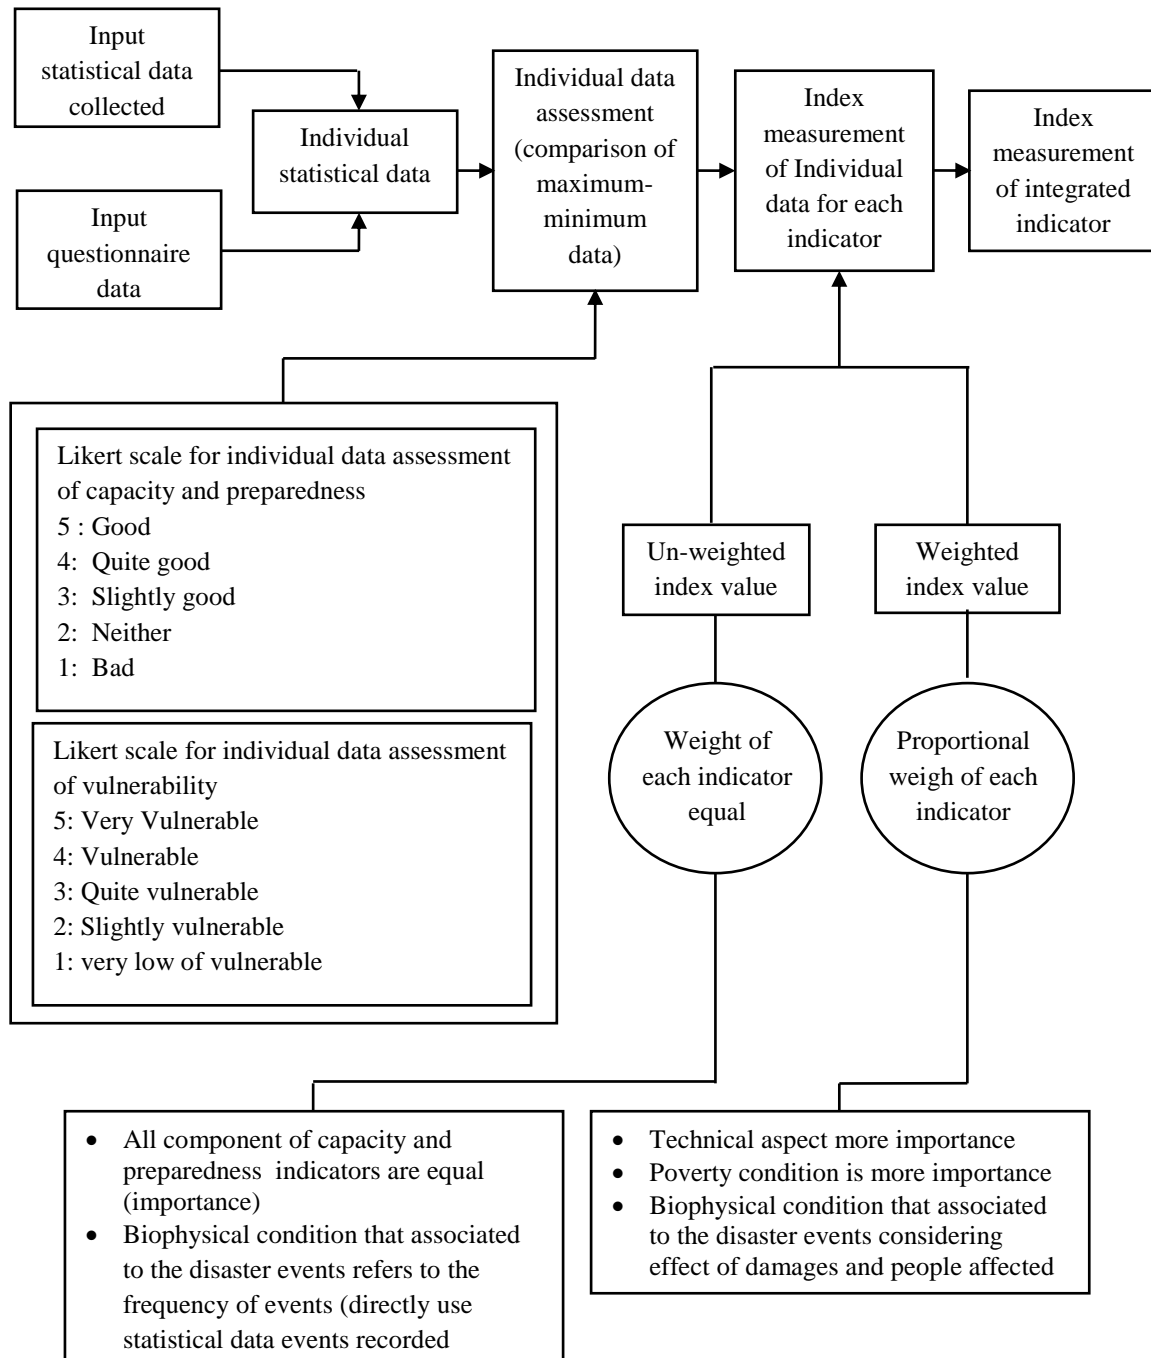 Input
statistical data
collected
Input
questionnaire
data
Individual
statistical data
Individual data
assessment
(comparison of
maximum-
minimum
data)
Index
measurement
of Individual
data for each
indicator
Index
measurement
of integrated
indicator
Likert scale for individual data assessment
of capacity and preparedness
5 : Good
4: Quite good
3: Slightly good
2: Neither
1: Bad
Likert scale for individual data assessment
of vulnerability
5: Very Vulnerable
4: Vulnerable
3: Quite vulnerable
2: Slightly vulnerable
1: very low of vulnerable
Un-weighted
index value
Weighted
index value
Weight of
each indicator
equal
Proportional
weigh of each
indicator
• All component of capacity and
preparedness indicators are equal
(importance)
• Biophysical condition that associated
to the disaster events refers to the
frequency of events (directly use
statistical data events recorded
• Technical aspect more importance
• Poverty condition is more importance
• Biophysical condition that associated
to the disaster events considering
effect of damages and people affected